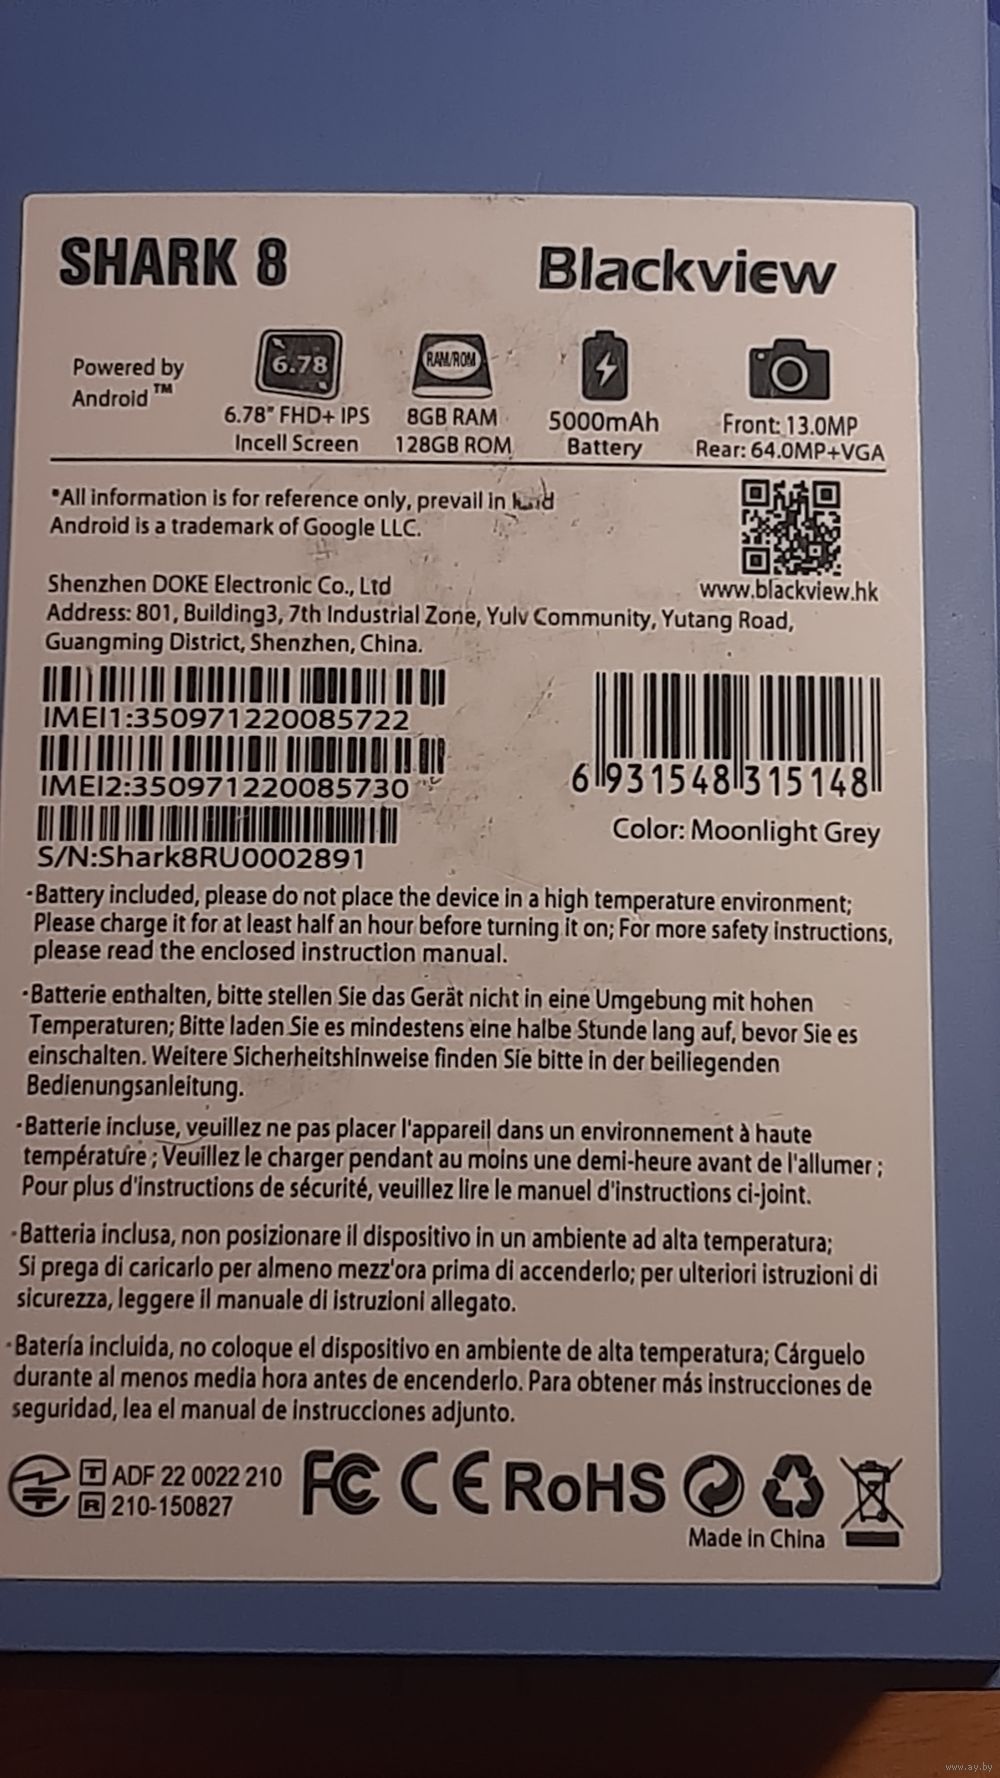 SHARK 8
Blackview
Powered by
Android™
6.78
6.78" FHD+ IPS
Incell Screen
RAM/ROM
8GB RAM
128GB ROM
5000mAh
Battery
Front: 13.0MP
Rear: 64.0MP+VGA
*All information is for reference only, prevail in
Android is a trademark of Google LLC.
www.blackview.hk
Shenzhen DOKE Electronic Co., Ltd
Address: 801, Building3, 7th Industrial Zone, Yulv Community, Yutang Road,
Guangming District, Shenzhen, China.
IMEI1:350971220085722
IMEI2:350971220085730
S/N:Shark8RU0002891
6 931548 315148
Color: Moonlight Grey
·Battery included, please do not place the device in a high temperature environment;
Please charge it for at least half an hour before turning it on; For more safety instructions,
please read the enclosed instruction manual.
·Batterie enthalten, bitte stellen Sie das Gerät nicht in eine Umgebung mit hohen
Temperaturen; Bitte laden Sie es mindestens eine halbe Stunde lang auf, bevor Sie es
einschalten. Weitere Sicherheitshinweise finden Sie bitte in der beiliegenden
Bedienungsanleitung.
·Batterie incluse, veuillez ne pas placer l'appareil dans un environnement à haute
température ; Veuillez le charger pendant au moins une demi-heure avant de l'allumer ;
Pour plus d'instructions de sécurité, veuillez lire le manuel d'instructions ci-joint.
·Batteria inclusa, non posizionare il dispositivo in un ambiente ad alta temperatura;
Si prega di caricarlo per almeno mezz'ora prima di accenderlo; per ulteriori istruzioni di
sicurezza, leggere il manuale di istruzioni allegato.
·Batería incluida, no coloque el dispositivo en ambiente de alta temperatura; Cárguelo
durante al menos media hora antes de encenderlo. Para obtener más instrucciones de
seguridad, lea el manual de instrucciones adjunto.
T ADF 22 0022 210
R 210-150827
FC CE RoHS
Made in China
www.ay.by